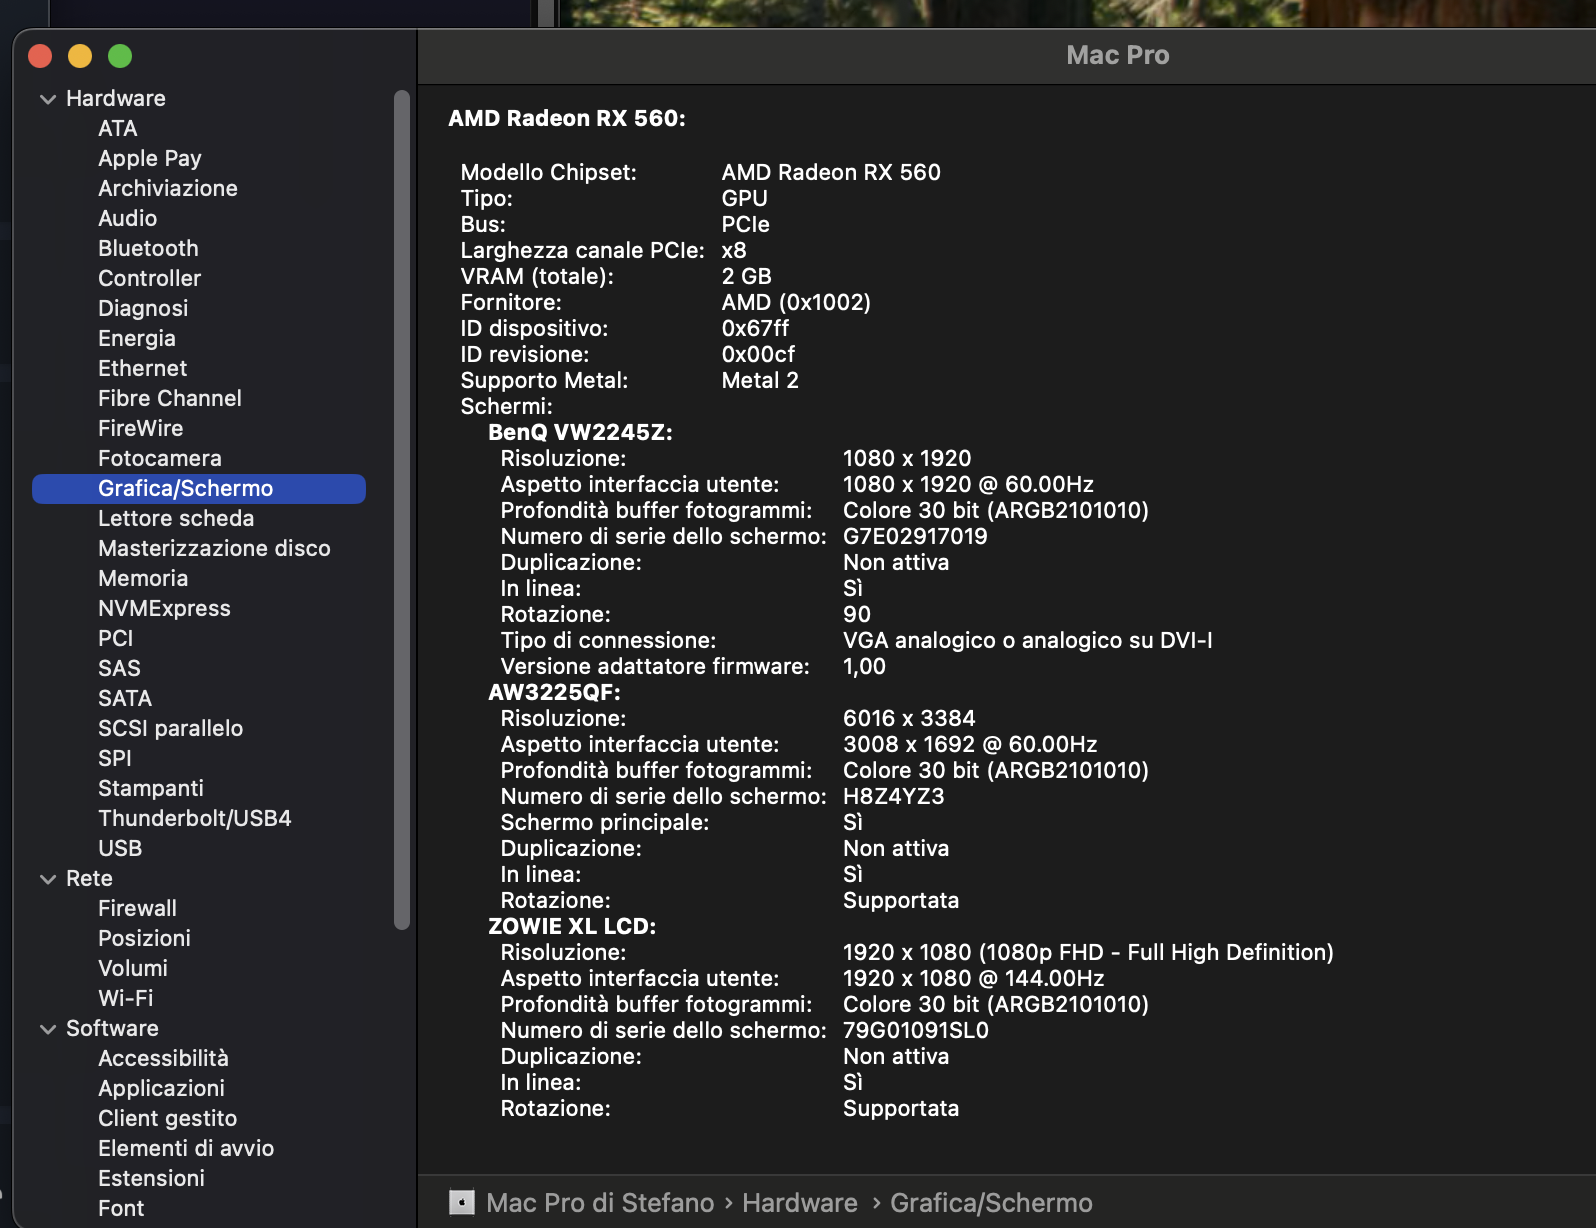 Mac Pro
Hardware
ATA
Apple Pay
Archiviazione
Audio
Bluetooth
Controller
Diagnosi
Energia
Ethernet
Fibre Channel
FireWire
Fotocamera
Grafica/Schermo
Lettore scheda
Masterizzazione disco
Memoria
NVMExpress
PCI
SAS
SATA
SCSI parallelo
SPI
Stampanti
Thunderbolt/USB4
USB
Rete
Firewall
Posizioni
Volumi
Wi-Fi
Software
Accessibilità
Applicazioni
Client gestito
Elementi di avvio
Estensioni
Font
AMD Radeon RX 560:
Modello Chipset: AMD Radeon RX 560
Tipo: GPU
Bus: PCIe
Larghezza canale PCIe: x8
VRAM (totale): 2 GB
Fornitore: AMD (0x1002)
ID dispositivo: 0x67ff
ID revisione: 0x00cf
Supporto Metal: Metal 2
Schermi:
BenQ VW2245Z:
Risoluzione: 1080 x 1920
Aspetto interfaccia utente: 1080 x 1920 @ 60.00Hz
Profondità buffer fotogrammi: Colore 30 bit (ARGB2101010)
Numero di serie dello schermo: G7E02917019
Duplicazione: Non attiva
In linea: Sì
Rotazione: 90
Tipo di connessione: VGA analogico o analogico su DVI-I
Versione adattatore firmware: 1,00
AW3225QF:
Risoluzione: 6016 x 3384
Aspetto interfaccia utente: 3008 x 1692 @ 60.00Hz
Profondità buffer fotogrammi: Colore 30 bit (ARGB2101010)
Numero di serie dello schermo: H8Z4YZ3
Schermo principale: Sì
Duplicazione: Non attiva
In linea: Sì
Rotazione: Supportata
ZOWIE XL LCD:
Risoluzione: 1920 x 1080 (1080p FHD - Full High Definition)
Aspetto interfaccia utente: 1920 x 1080 @ 144.00Hz
Profondità buffer fotogrammi: Colore 30 bit (ARGB2101010)
Numero di serie dello schermo: 79G01091SL0
Duplicazione: Non attiva
In linea: Sì
Rotazione: Supportata
Mac Pro di Stefano › Hardware › Grafica/Schermo